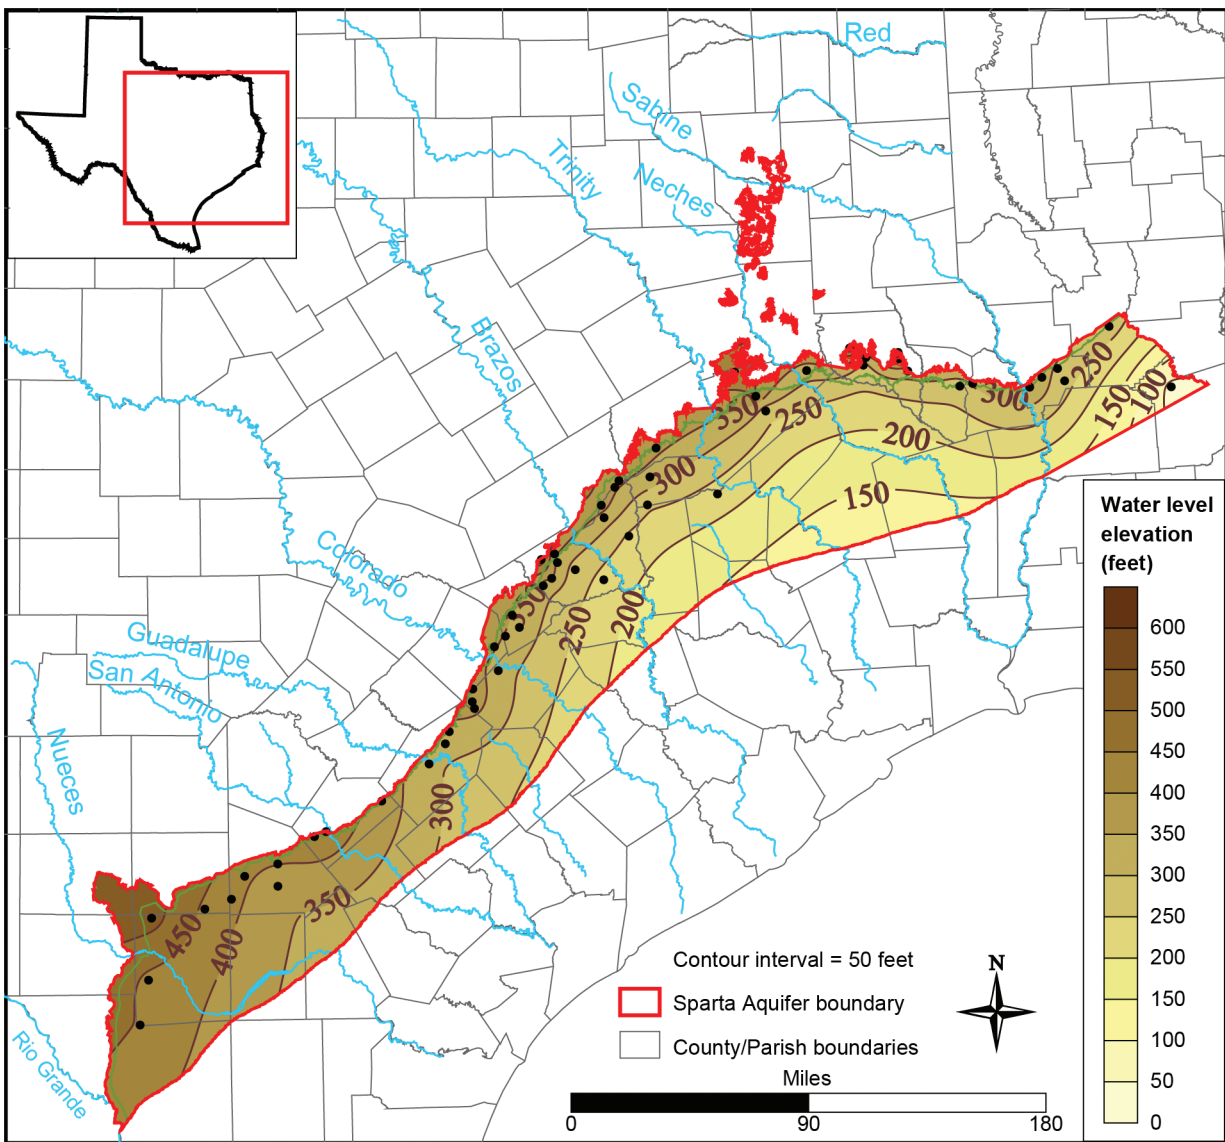 Red
Sabine
Trinity
Neches
Brazos
250
300
100
350
250
150
200
300
150
Water level
elevation
(feet)
Colorado
350
250
200
600
Guadalupe
550
San Antonio
500
Nueces
450
300
400
350
350
450
300
400
250
Contour interval = 50 feet
N
200
Sparta Aquifer boundary
150
Rio Grande
County/Parish boundaries
100
Miles
50
0
0
90
180